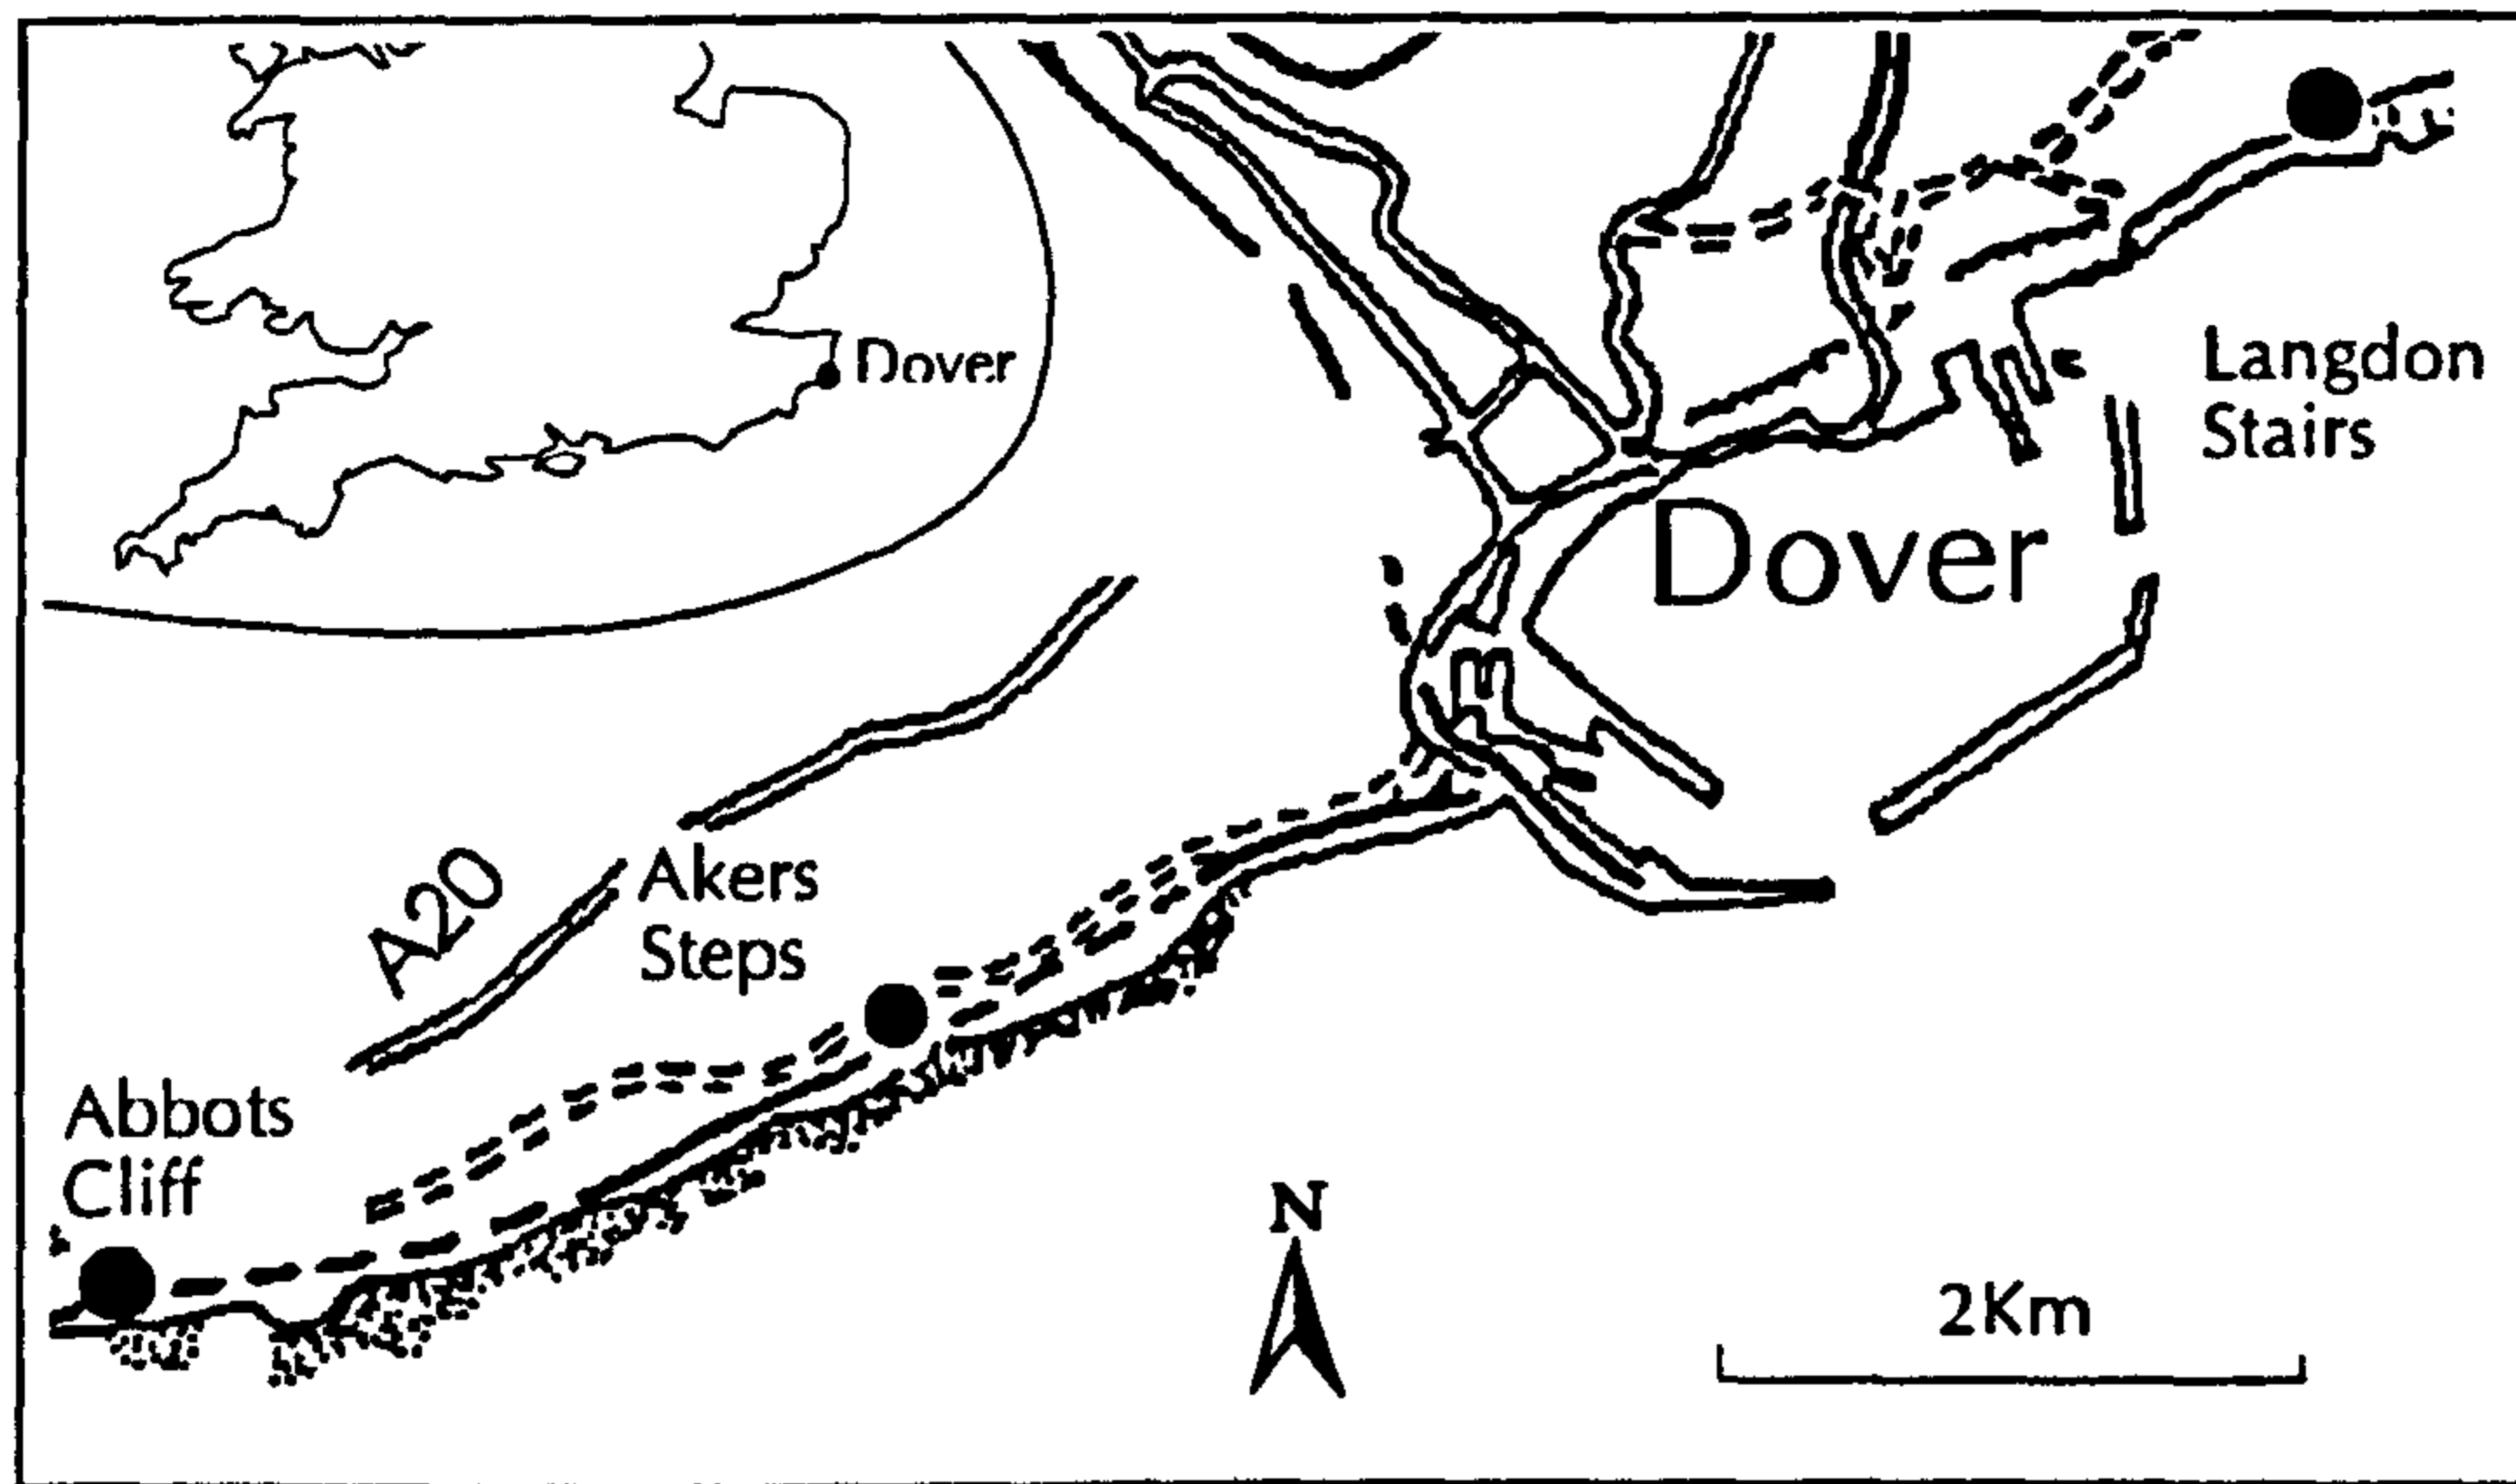 Dover
Langdon
Stairs
Dover
A20
Akers
Steps
Abbots
Cliff
N
2Km